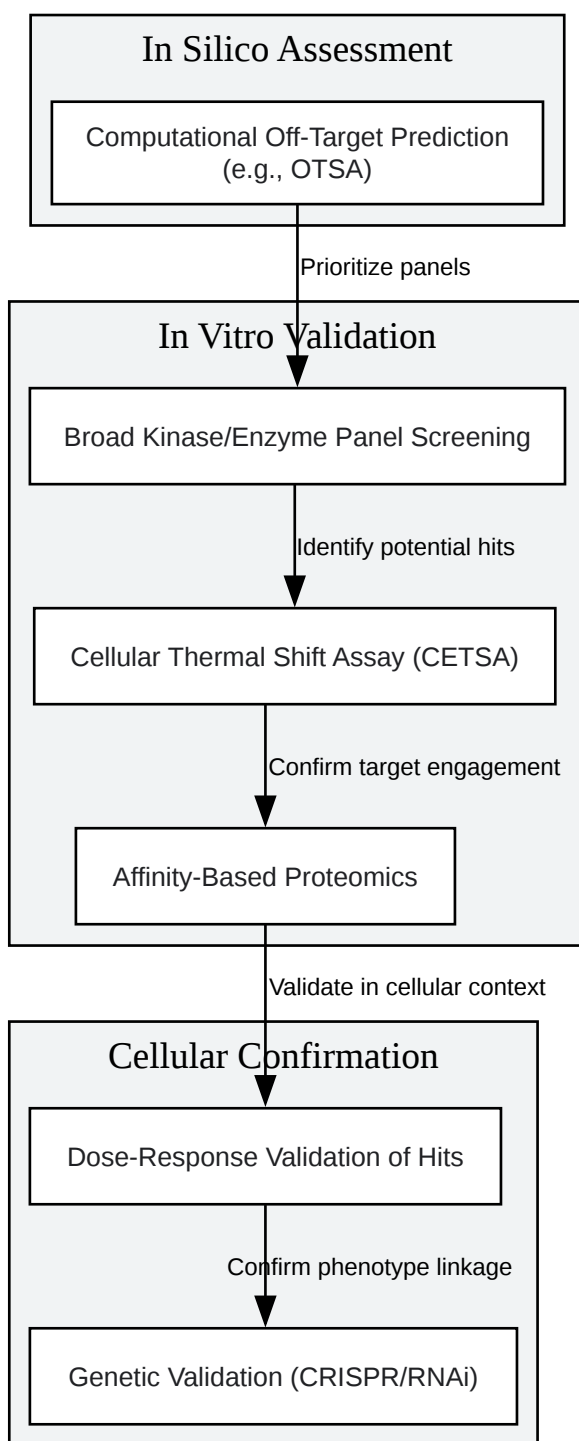 In Silico Assessment
Computational Off-Target Prediction
(e.g., OTSA)
Prioritize panels
In Vitro Validation
Broad Kinase/Enzyme Panel Screening
Identify potential hits
Cellular Thermal Shift Assay (CETSA)
Confirm target engagement
Affinity-Based Proteomics
Validate in cellular context
Cellular Confirmation
Dose-Response Validation of Hits
Confirm phenotype linkage
Genetic Validation (CRISPR/RNAi)